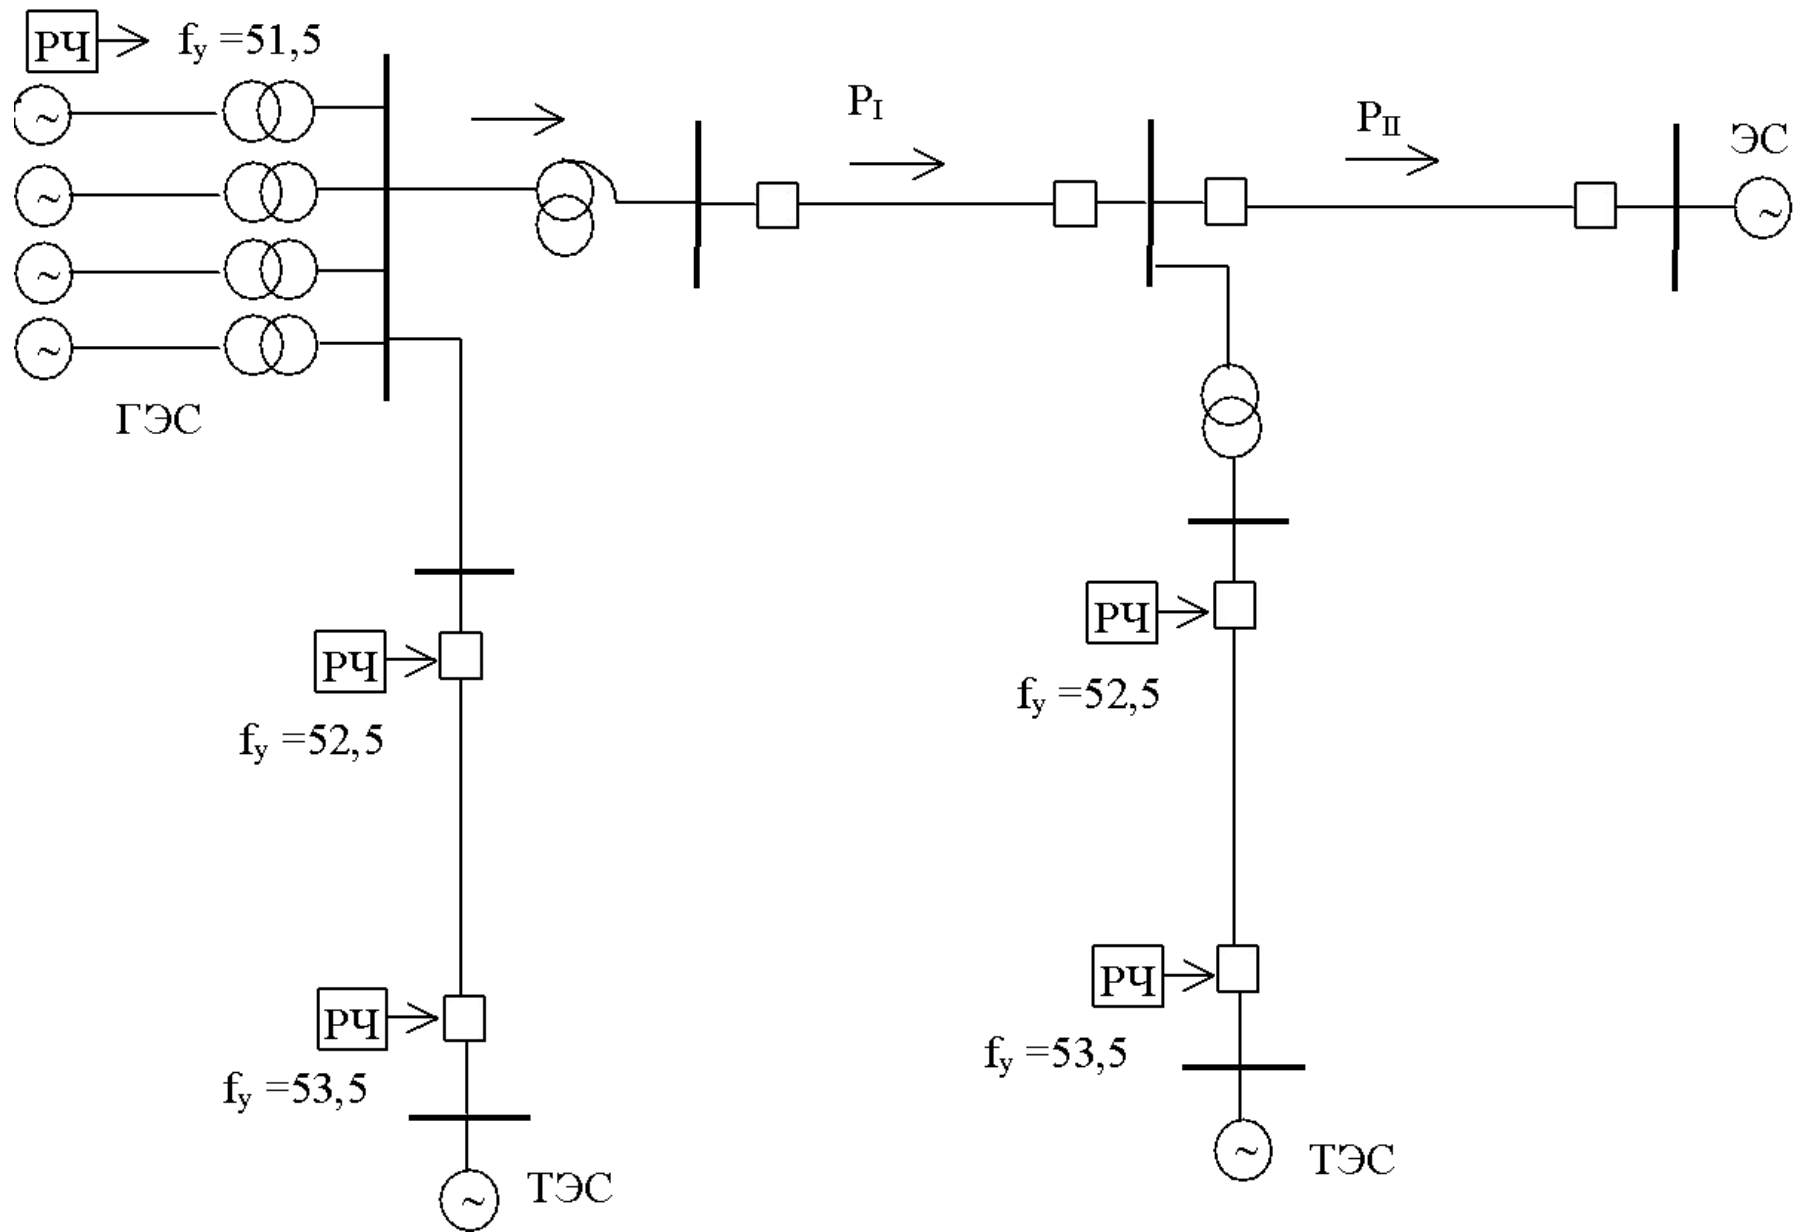 РЧ fу =51,5
PI
PII
ЭС
~
~
~
~
~
ГЭС
РЧ
fу =52,5
РЧ
fу =52,5
РЧ
fу =53,5
РЧ
fу =53,5
~ ТЭС
~ ТЭС